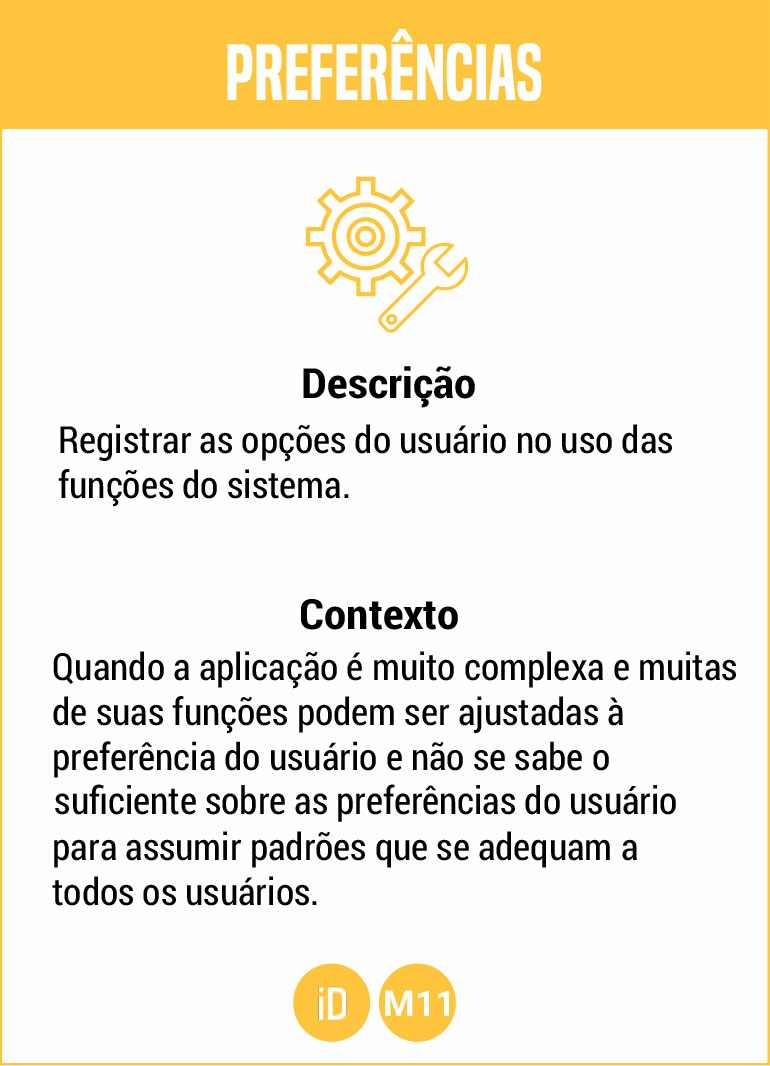 PREFERÊNCIAS
Descrição
Registrar as opções do usuário no uso das
funções do sistema.
Contexto
Quando a aplicação é muito complexa e muitas
de suas funções podem ser ajustadas à
preferência do usuário e não se sabe o
suficiente sobre as preferências do usuário
para assumir padrões que se adequam a
todos os usuários.
iD M11